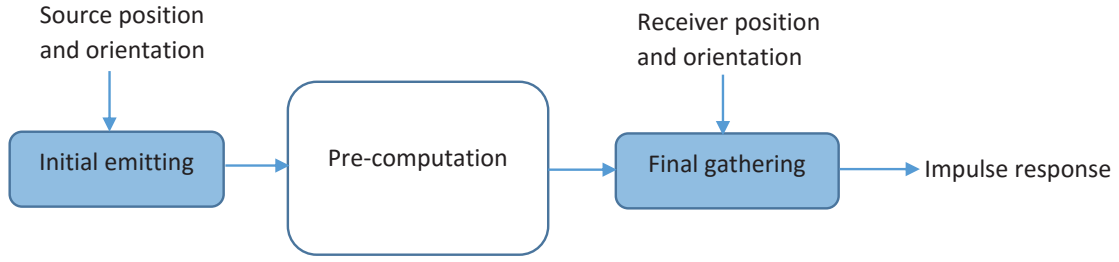 Source position
and orientation
Receiver position
and orientation
Initial emitting
Pre-computation
Final gathering
Impulse response